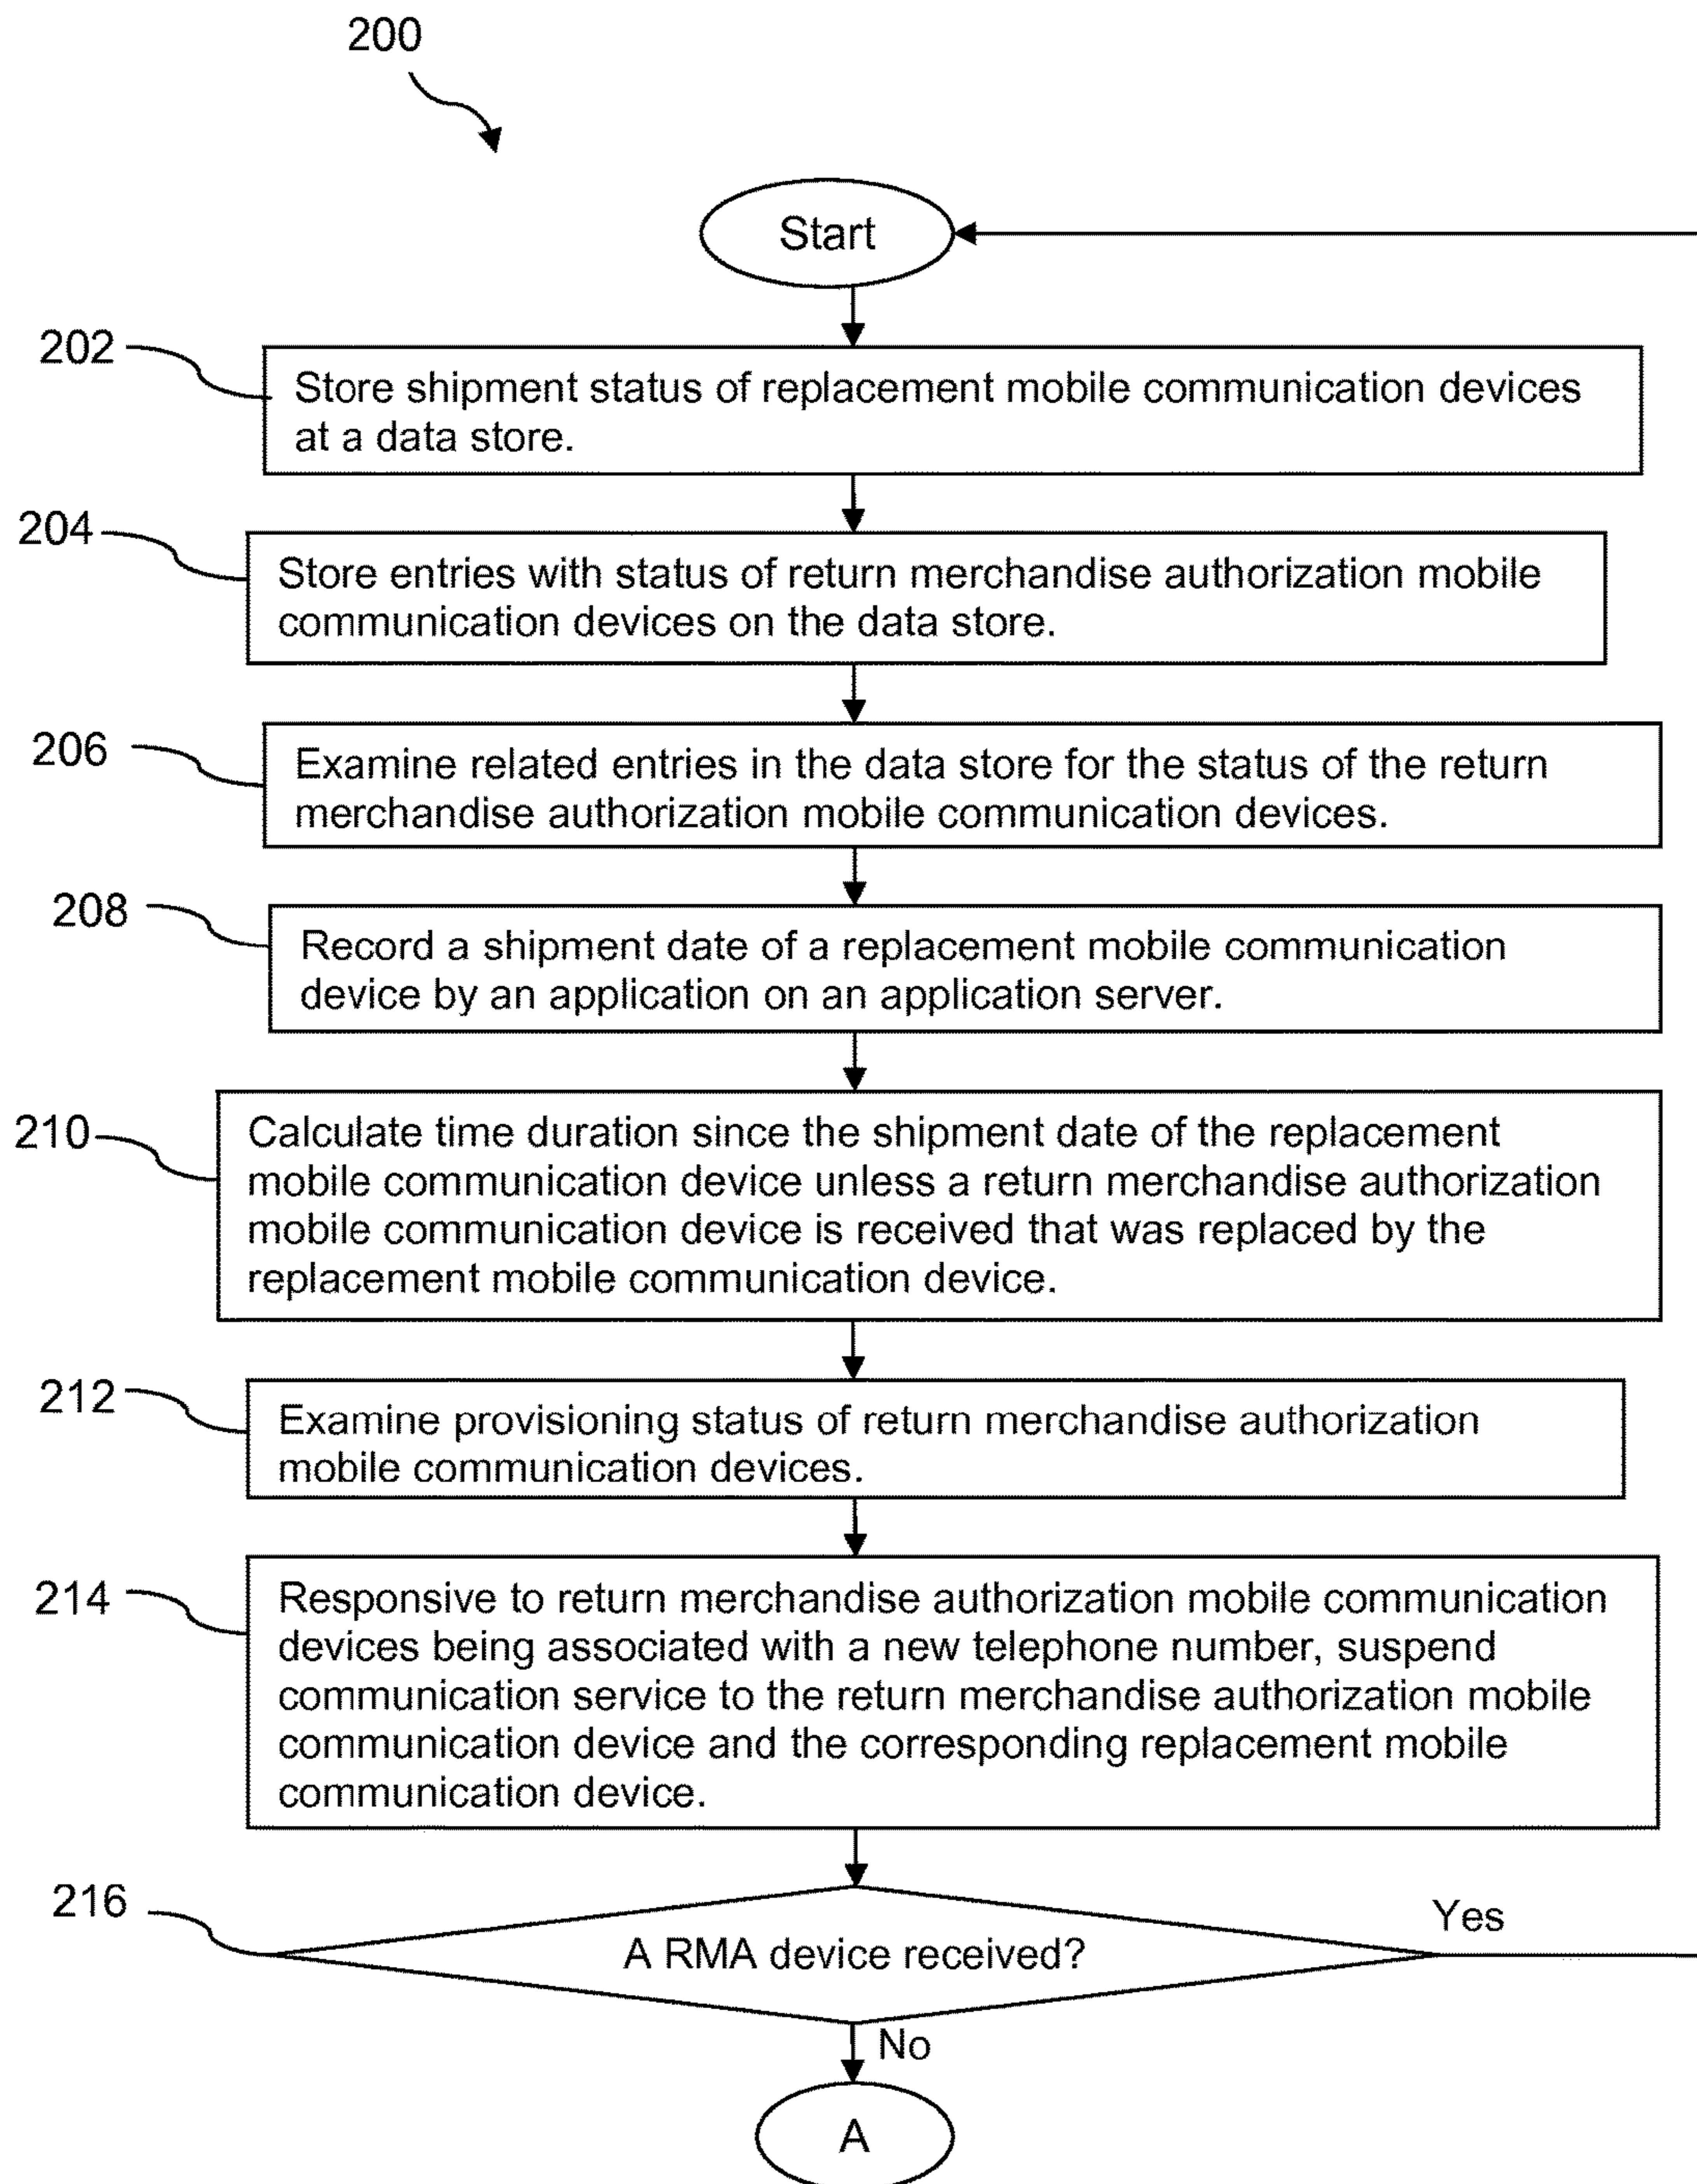 200
Start
202
Store shipment status of replacement mobile communication devices
at a data store.
204
Store entries with status of return merchandise authorization mobile
communication devices on the data store.
206
Examine related entries in the data store for the status of the return
merchandise authorization mobile communication devices.
208
Record a shipment date of a replacement mobile communication
device by an application on an application server.
210
Calculate time duration since the shipment date of the replacement
mobile communication device unless a return merchandise authorization
mobile communication device is received that was replaced by the
replacement mobile communication device.
212
Examine provisioning status of return merchandise authorization
mobile communication devices.
214
Responsive to return merchandise authorization mobile communication
devices being associated with a new telephone number, suspend
communication service to the return merchandise authorization mobile
communication device and the corresponding replacement mobile
communication device.
216
A RMA device received?
Yes
No
A